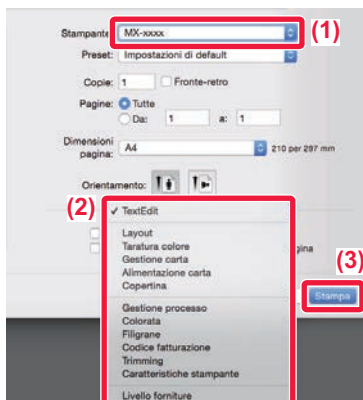 Stampante: MX-xxxx (1)
Preset: Impostazioni di default
Copie: 1 Fronte-retro
Pagine: Tutte
Da: 1 a: 1
Dimensioni pagina: A4 210 per 297 mm
Orientamento:
(2) ✓ TextEdit
Layout
Taratura colore
gina
Gestione carta
Alimentazione carta
Copertina
(3)
Stampa
Gestione processo
Colorata
Filigrane
Codice fatturazione
Trimming
Caratteristiche stampante
Livello forniture